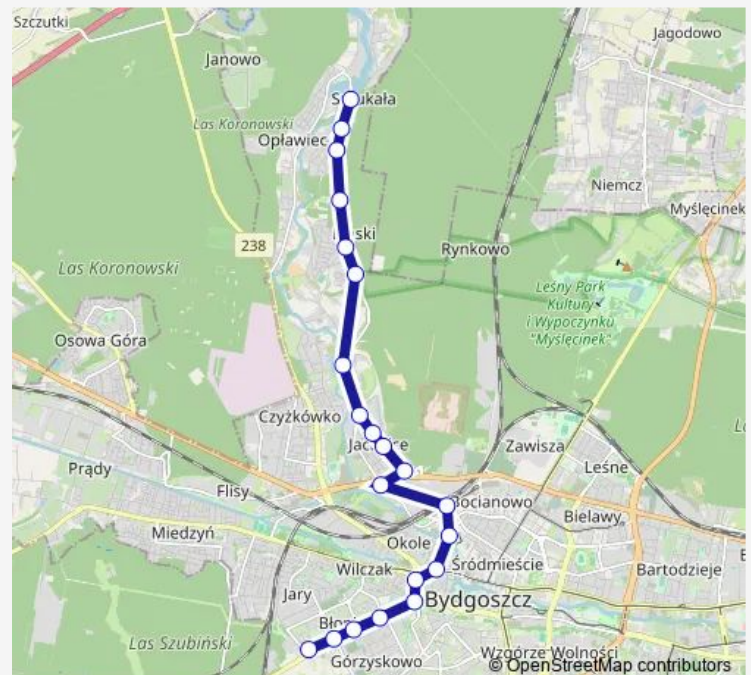 Szczutki
Jagodowo
Janowo
Las Koronowski
Opławiec
Niemcz
Myślęcinek
238
Rynkowo
Las Koronowski
Leśny Park
Kultury
i Wypoczynku
"Myślęcinek"
Osowa Góra
Czyżkówko
Zawisza
Leśne
Prądy
Flisy
Bocianowo
Bielawy
Miedzyń
Okole
Śródmieście
Wilczak
Bartodzieje
Jary
Bydgoszcz
Las Szubiński
Górzyskowo
Wzgórze Wolności
© OpenStreetMap contributors